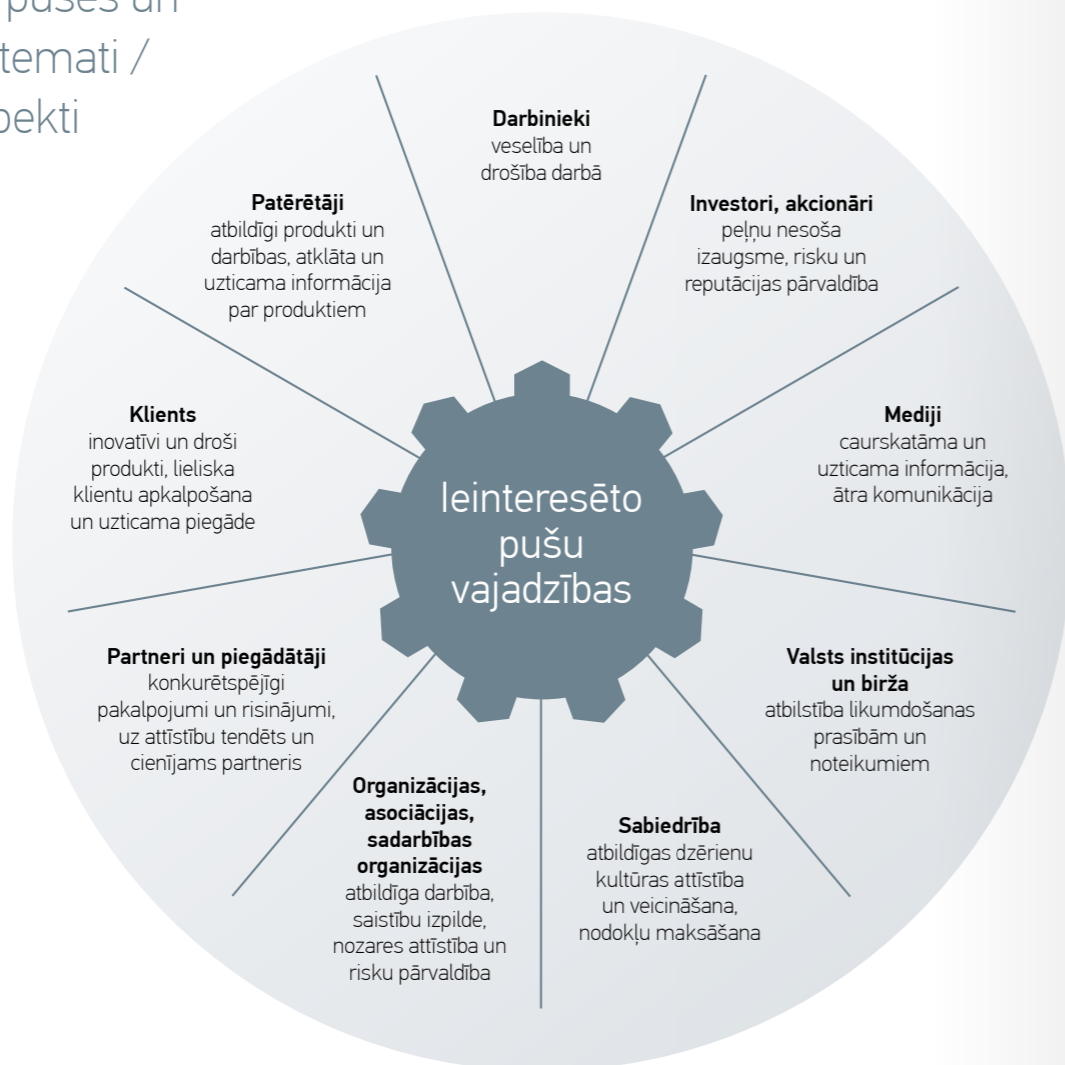 puses un
temati /
pekti
Darbinieki
veselība un
drošība darbā
Investori, akcionāri
peļņu nesoša
izaugsme, risku un
reputācijas pārvaldība
Mediji
caurskatāma un
uzticama informācija,
ātra komunikācija
Valsts institūcijas
un birža
atbilstība likumdošanas
prasībām un
noteikumiem
Sabiedrība
atbildīgas dzērienu
kultūras attīstība
un veicināšana,
nodokļu maksāšana
Organizācijas,
asociācijas,
sadarbības
organizācijas
atbildīga darbība,
saistību izpilde,
nozares attīstība un
risku pārvaldība
Partneri un piegādātāji
konkurētspējīgi
pakalpojumi un risinājumi,
uz attīstību tendēts un
cienījams partneris
Klients
inovatīvi un droši
produkti, lieliska
klientu apkalpošana
un uzticama piegāde
Patērētāji
atbildīgi produkti un
darbības, atklāta un
uzticama informācija
par produktiem
Ieinteresēto
pušu
vajadzības